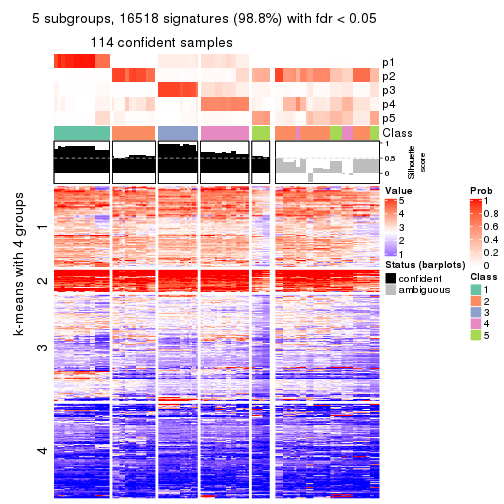 5 subgroups, 16518 signatures (98.8%) with fdr < 0.05
114 confident samples
p1
p2
p3
p4
p5
Class
1
0.5
0
Silhouette
score
k-means with 4 groups
1
2
3
4
Value
5
4
3
2
1
Status (barplots)
confident
ambiguous
Prob
1
0.8
0.6
0.4
0.2
0
Class
1
2
3
4
5